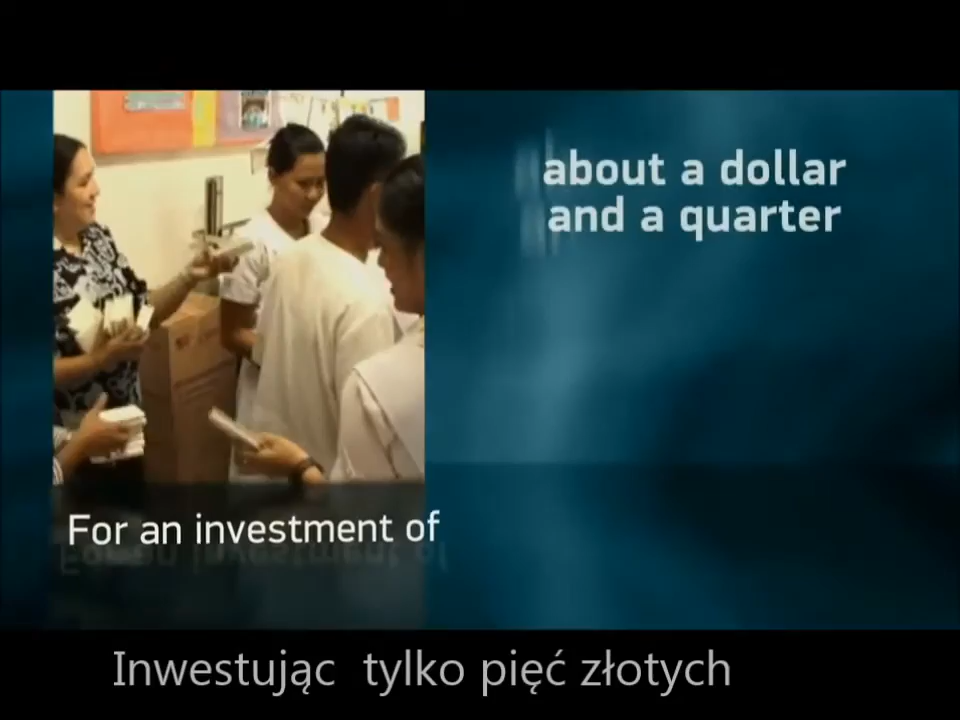 about a dollar
and a quarter
For an investment of
Inwestując tylko pięć złotych